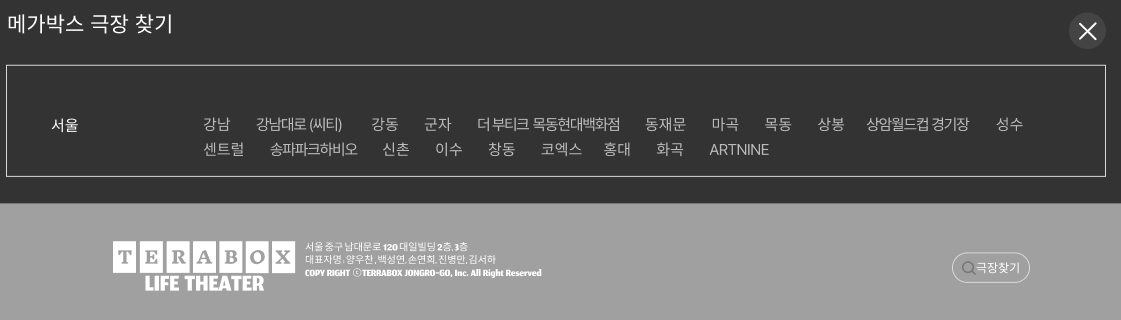 메가박스 극장 찾기
서울 강남 강남대로 (씨티) 강동 군자 더 부티크 목동현대백화점 동재문 마곡 목동 상봉 상암월드컵 경기장 성수
센트럴 송파파크하비오 신촌 이수 창동 코엑스 홍대 화곡 ARTNINE
TERABOX
LIFE THEATER
서울 중구 남대문로 120 대일빌딩 2층, 3층
대표자명 : 양우찬, 백성연, 손연희, 진병만, 김서하
COPY RIGHT ⓒTERRABOX JONGRO-GO, Inc. All Right Reserved
극장찾기